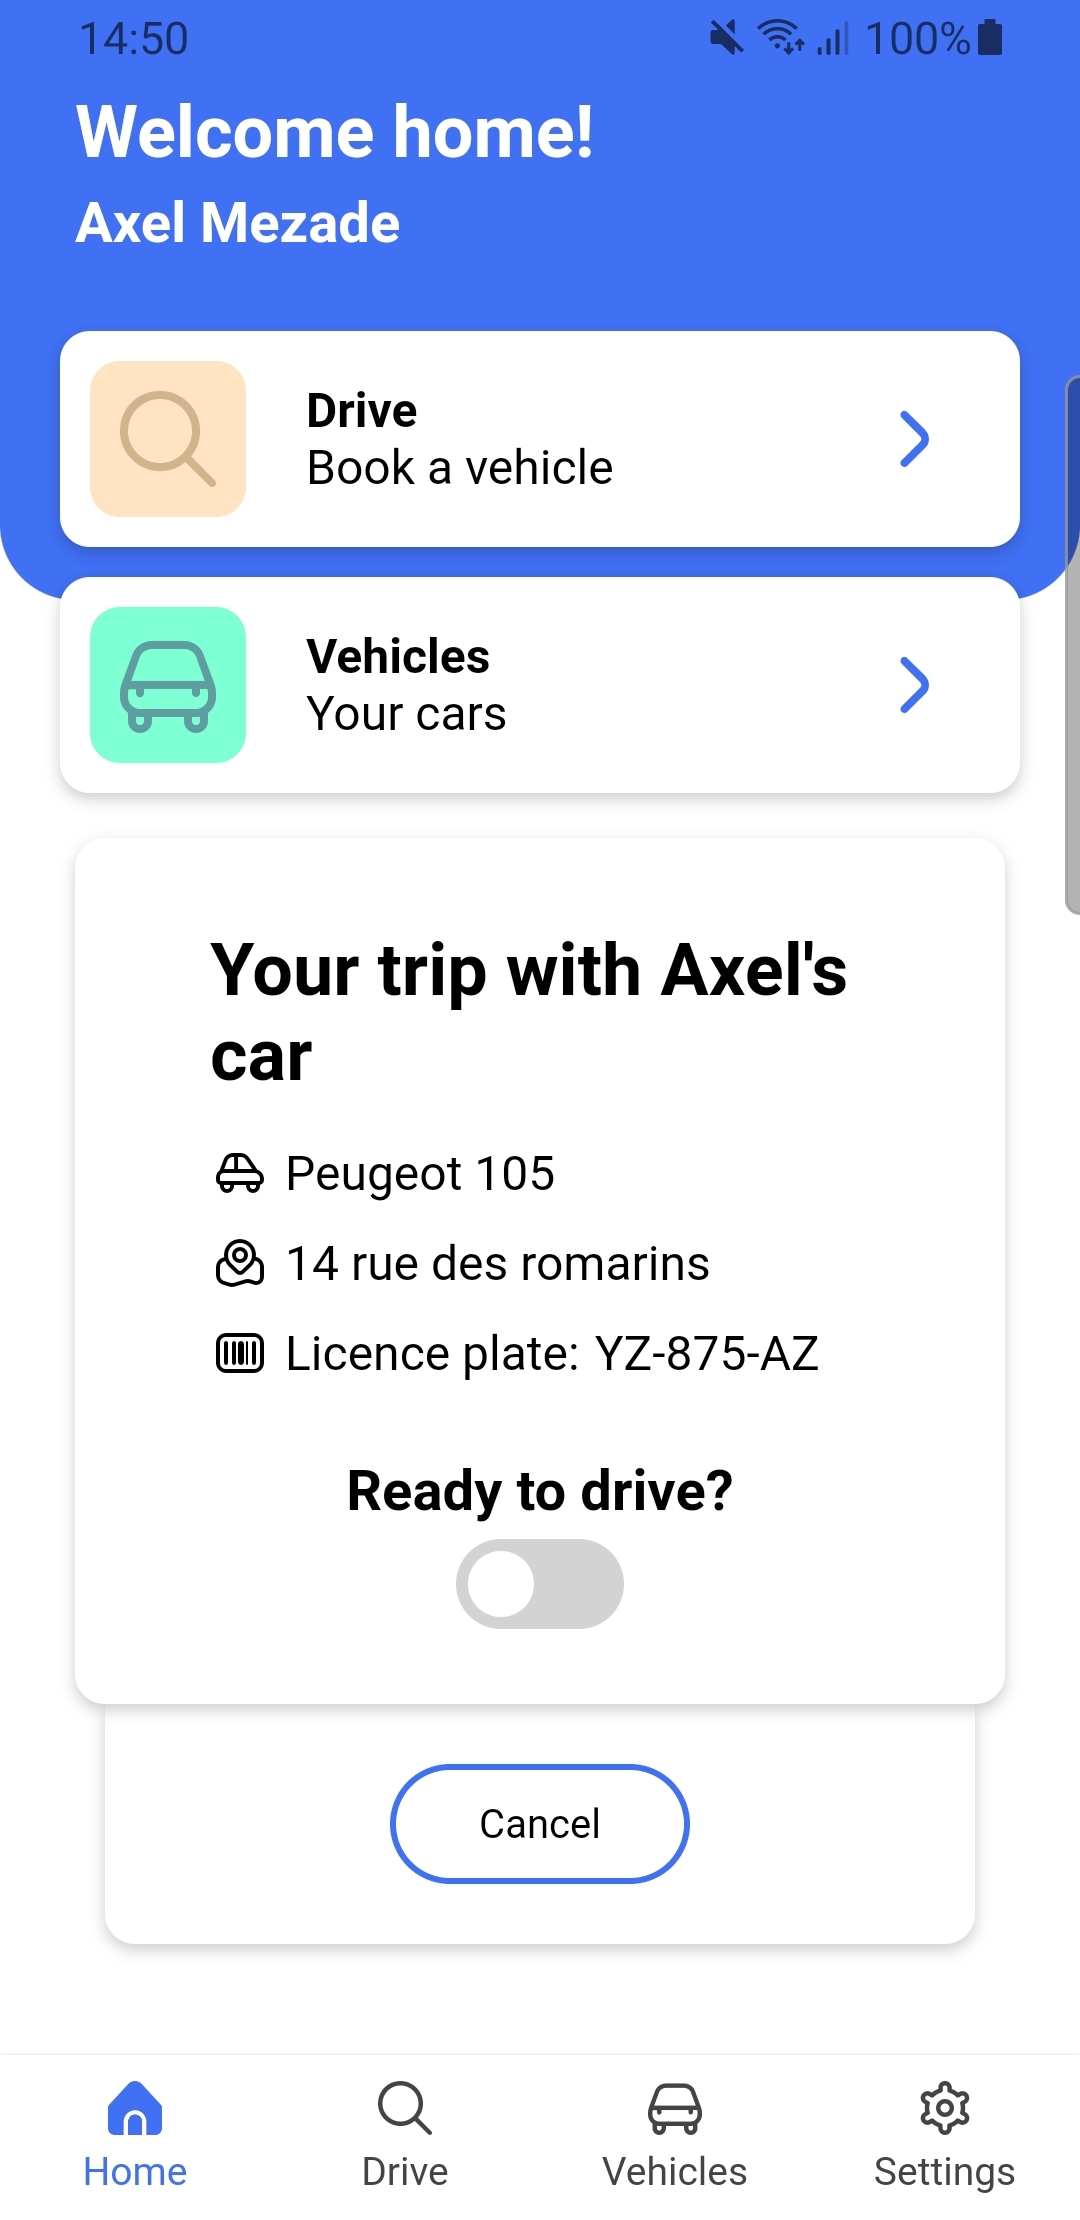 14:50
100%
Welcome home!
Axel Mezade
Drive
Book a vehicle
Vehicles
Your cars
Your trip with Axel's
car
Peugeot 105
14 rue des romarins
Licence plate: YZ-875-AZ
Ready to drive?
Cancel
Home
Drive
Vehicles
Settings